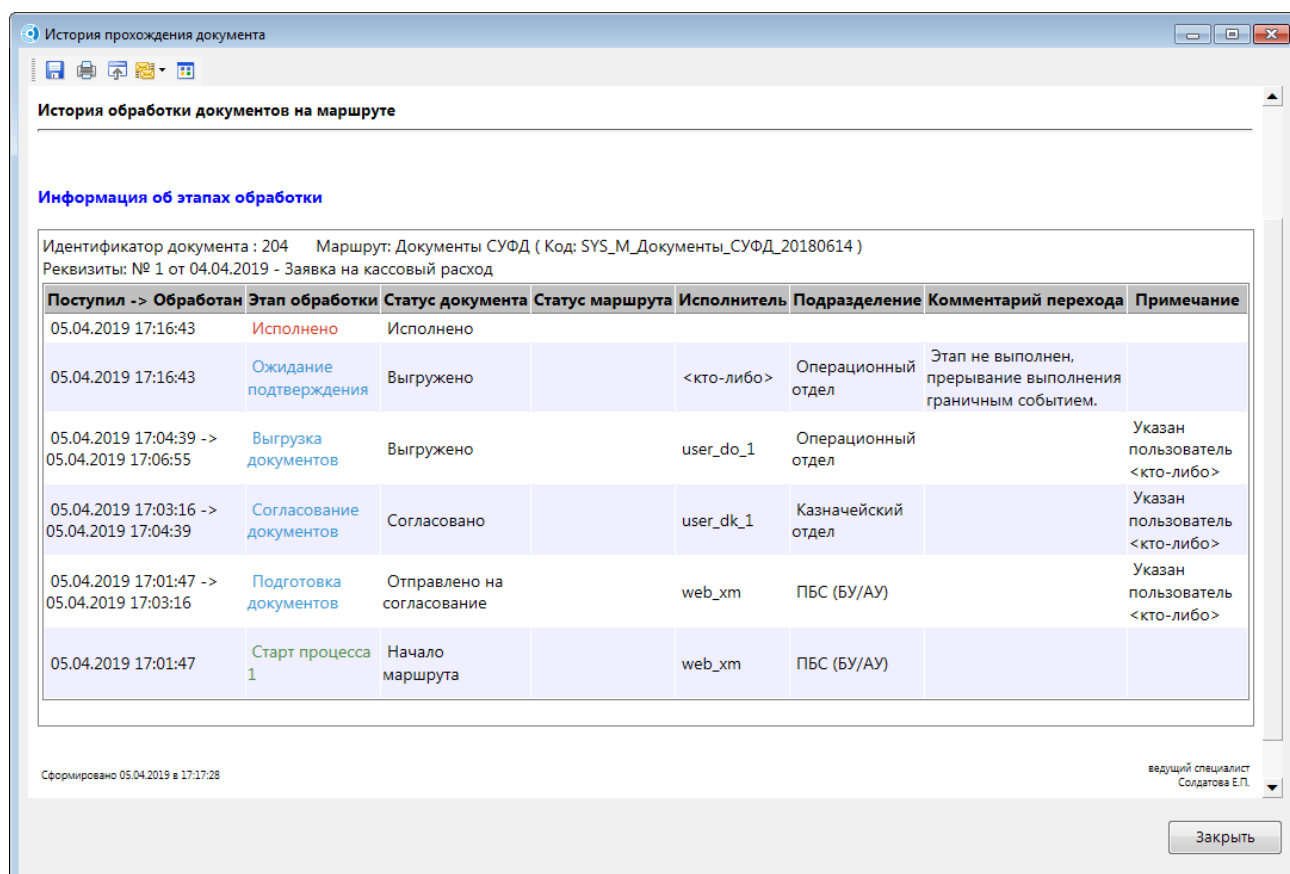 История прохождения документа
История обработки документов на маршруте
Информация об этапах обработки
Идентификатор документа : 204 Маршрут: Документы СУФД ( Код: SYS_M_Документы_СУФД_20180614 )
Реквизиты: № 1 от 04.04.2019 - Заявка на кассовый расход
Поступил -> Обработан Этап обработки Статус документа Статус маршрута Исполнитель Подразделение Комментарий перехода Примечание
05.04.2019 17:16:43 Исполнено Исполнено
05.04.2019 17:16:43
Ожидание
подтверждения
Выгружено
<кто-либо>
Операционный
отдел
Этап не выполнен,
прерывание выполнения
граничным событием.
05.04.2019 17:04:39 ->
05.04.2019 17:06:55
Выгрузка
документов
Выгружено
user_do_1
Операционный
отдел
Указан
пользователь
<кто-либо>
05.04.2019 17:03:16 ->
05.04.2019 17:04:39
Согласование
документов
Согласовано
user_dk_1
Казначейский
отдел
Указан
пользователь
<кто-либо>
05.04.2019 17:01:47 ->
05.04.2019 17:03:16
Подготовка
документов
Отправлено на
согласование
web_xm
ПБС (БУ/АУ)
Указан
пользователь
<кто-либо>
05.04.2019 17:01:47
Старт процесса
1
Начало
маршрута
web_xm
ПБС (БУ/АУ)
Сформировано 05.04.2019 в 17:17:28
ведущий специалист
Солдатова Е.П.
Закрыть